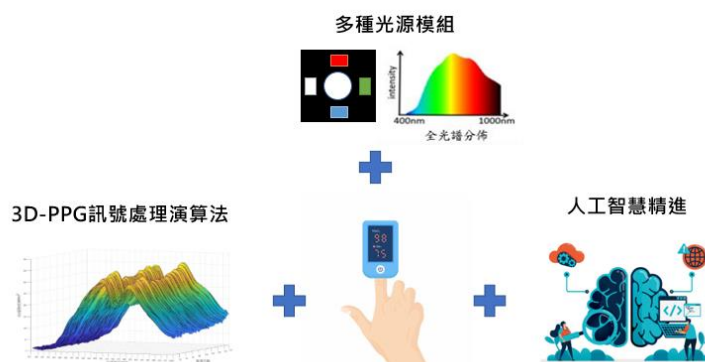 多種光源模組
intensity
400nm
1000nm
全光譜分佈
3D-PPG訊號處理演算法
人工智慧精進
98
75
</>